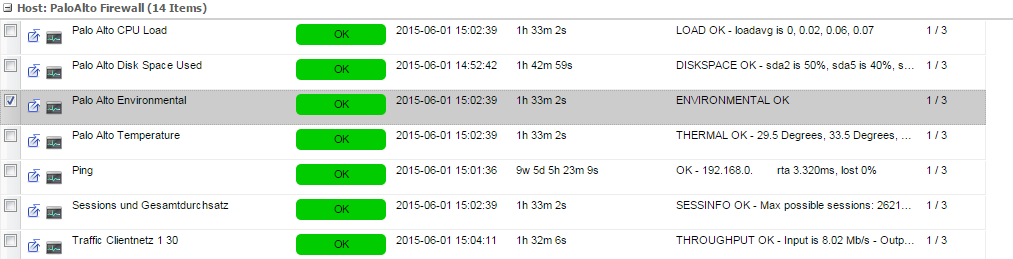 Host: PaloAlto Firewall (14 Items)
Palo Alto CPU Load OK 2015-06-01 15:02:39 1h 33m 2s LOAD OK - loadavg is 0, 0.02, 0.06, 0.07 1 / 3
Palo Alto Disk Space Used OK 2015-06-01 14:52:42 1h 42m 59s DISKSPACE OK - sda2 is 50%, sda5 is 40%, s... 1 / 3
Palo Alto Environmental OK 2015-06-01 15:02:39 1h 33m 2s ENVIRONMENTAL OK 1 / 3
Palo Alto Temperature OK 2015-06-01 15:02:39 1h 33m 2s THERMAL OK - 29.5 Degrees, 33.5 Degrees, ... 1 / 3
Ping OK 2015-06-01 15:01:36 9w 5d 5h 23m 9s OK - 192.168.0. rta 3.320ms, lost 0% 1 / 3
Sessions und Gesamtdurchsatz OK 2015-06-01 15:02:39 1h 33m 2s SESSINFO OK - Max possible sessions: 2621... 1 / 3
Traffic Clientnetz 1 30 OK 2015-06-01 15:04:11 1h 32m 6s THROUGHPUT OK - Input is 8.02 Mb/s - Outp... 1 / 3